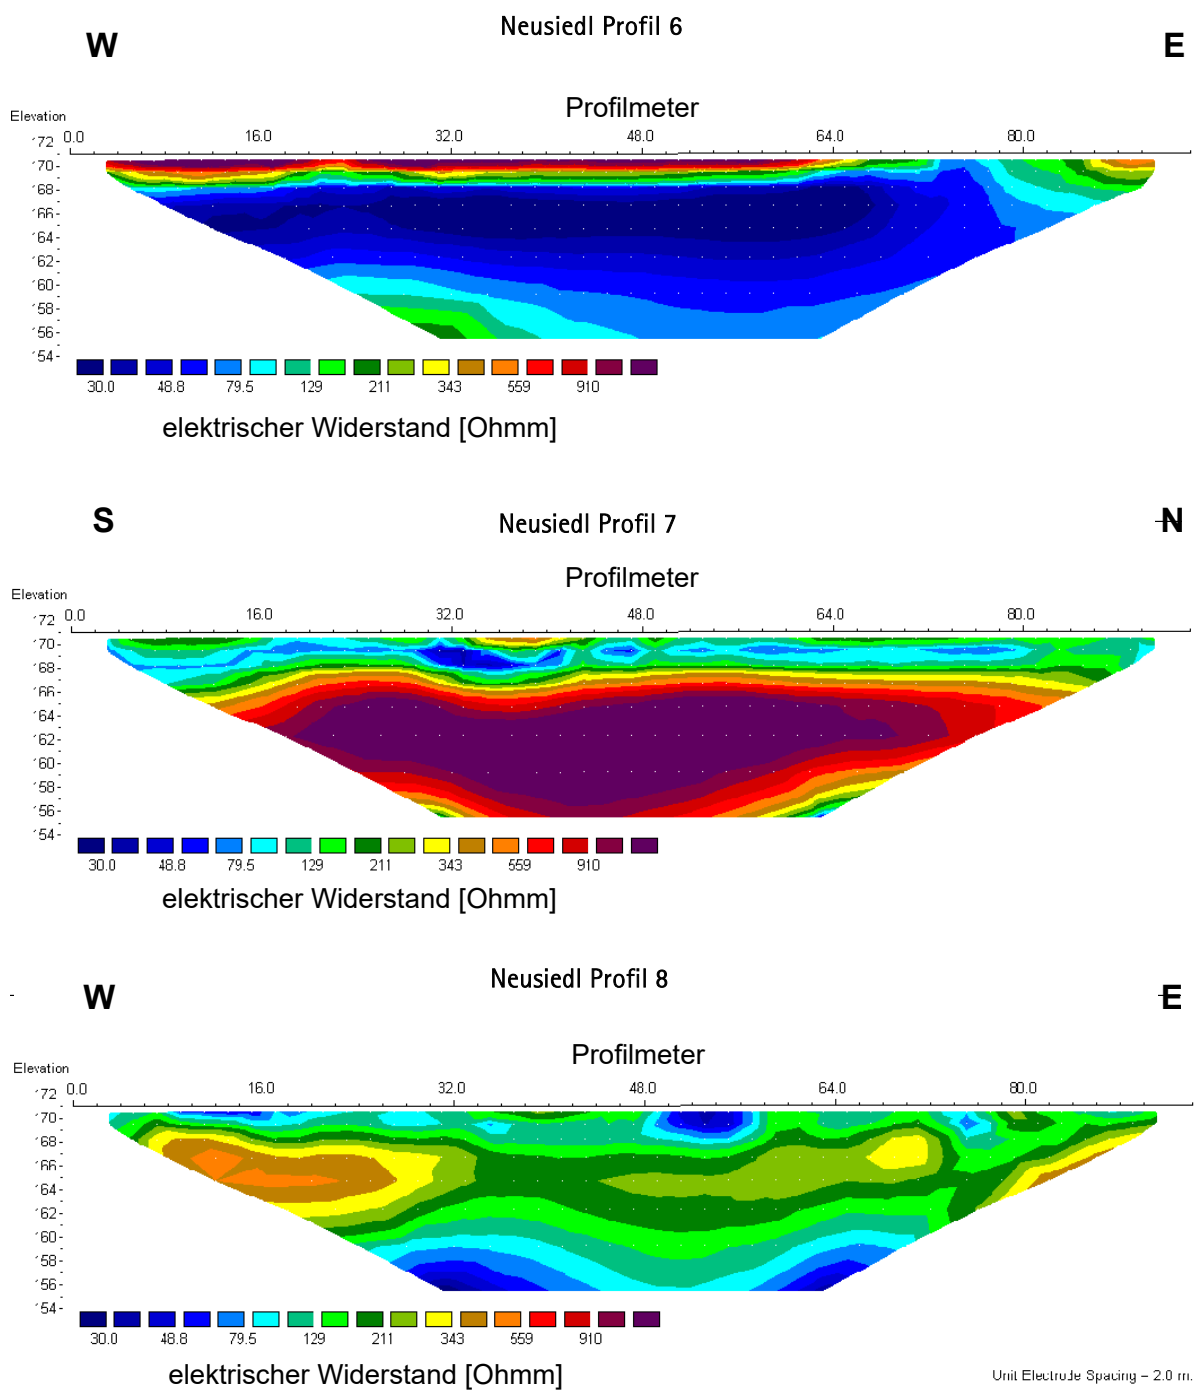 Neusiedl Profil 6
W E
Profilmeter
Elevation
0.0 16.0 32.0 48.0 64.0 80.0
´72
´70
´68
´66
´64
´62
´60
´58
´56
´54
30.0 48.8 79.5 129 211 343 559 910
elektrischer Widerstand [Ohmm]
S Neusiedl Profil 7 N
Profilmeter
Elevation
0.0 16.0 32.0 48.0 64.0 80.0
´72
´70
´68
´66
´64
´62
´60
´58
´56
´54
30.0 48.8 79.5 129 211 343 559 910
elektrischer Widerstand [Ohmm]
Neusiedl Profil 8
W E
Profilmeter
Elevation
0.0 16.0 32.0 48.0 64.0 80.0
´72
´70
´68
´66
´64
´62
´60
´58
´56
´54
30.0 48.8 79.5 129 211 343 559 910
elektrischer Widerstand [Ohmm]
Unit Electrode Spacing = 2.0 m.